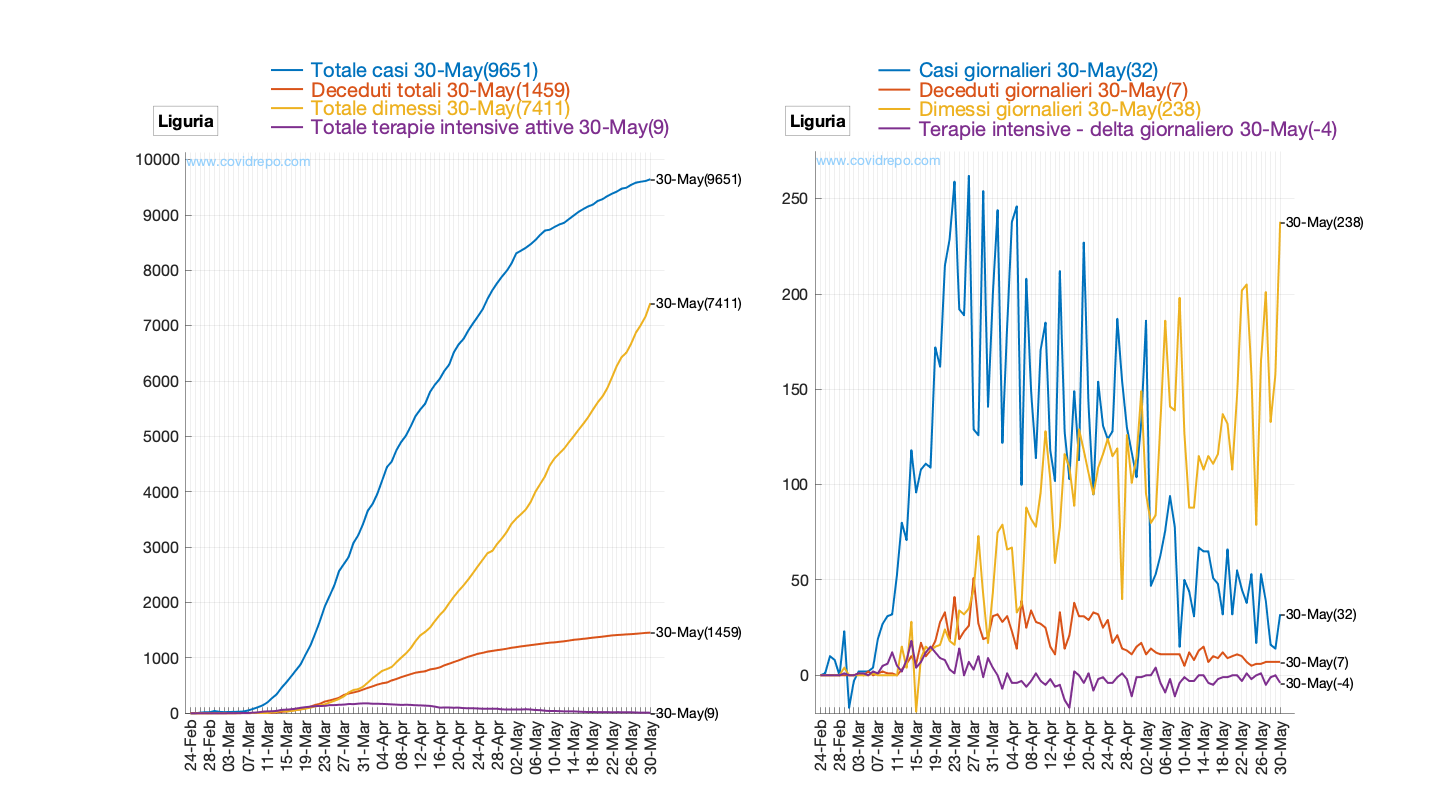 Totale casi 30-May(9651)
Deceduti totali 30-May(1459)
Totale dimessi 30-May(7411)
Totale terapie intensive attive 30-May(9)
Liguria
www.covidrepo.com
10000
9000
8000
7000
6000
5000
4000
3000
2000
1000
0
30-May(9651)
30-May(7411)
30-May(1459)
30-May(9)
24-Feb
28-Feb
03-Mar
07-Mar
11-Mar
15-Mar
19-Mar
23-Mar
27-Mar
31-Mar
04-Apr
08-Apr
12-Apr
16-Apr
20-Apr
24-Apr
28-Apr
02-May
06-May
10-May
14-May
18-May
22-May
26-May
30-May
Casi giornalieri 30-May(32)
Deceduti giornalieri 30-May(7)
Dimessi giornalieri 30-May(238)
Terapie intensive - delta giornaliero 30-May(-4)
Liguria
www.covidrepo.com
250
200
150
100
50
0
30-May(238)
30-May(32)
30-May(7)
30-May(-4)
24-Feb
28-Feb
03-Mar
07-Mar
11-Mar
15-Mar
19-Mar
23-Mar
27-Mar
31-Mar
04-Apr
08-Apr
12-Apr
16-Apr
20-Apr
24-Apr
28-Apr
02-May
06-May
10-May
14-May
18-May
22-May
26-May
30-May